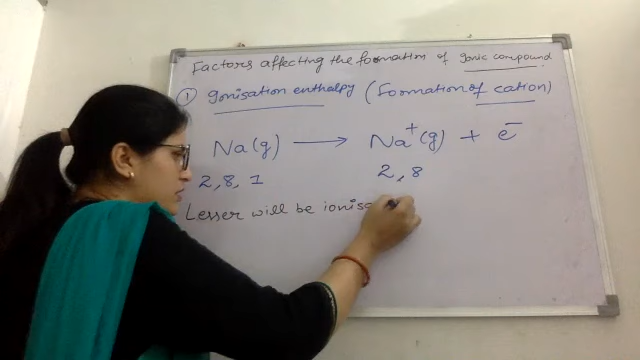 Factors affecting the formation of Ionic compound
① Ionisation enthalpy (Formation of cation)
Na(g) ⟶ Na⁺(g) + e⁻
2, 8, 1 2, 8
Lesser will be ionisa